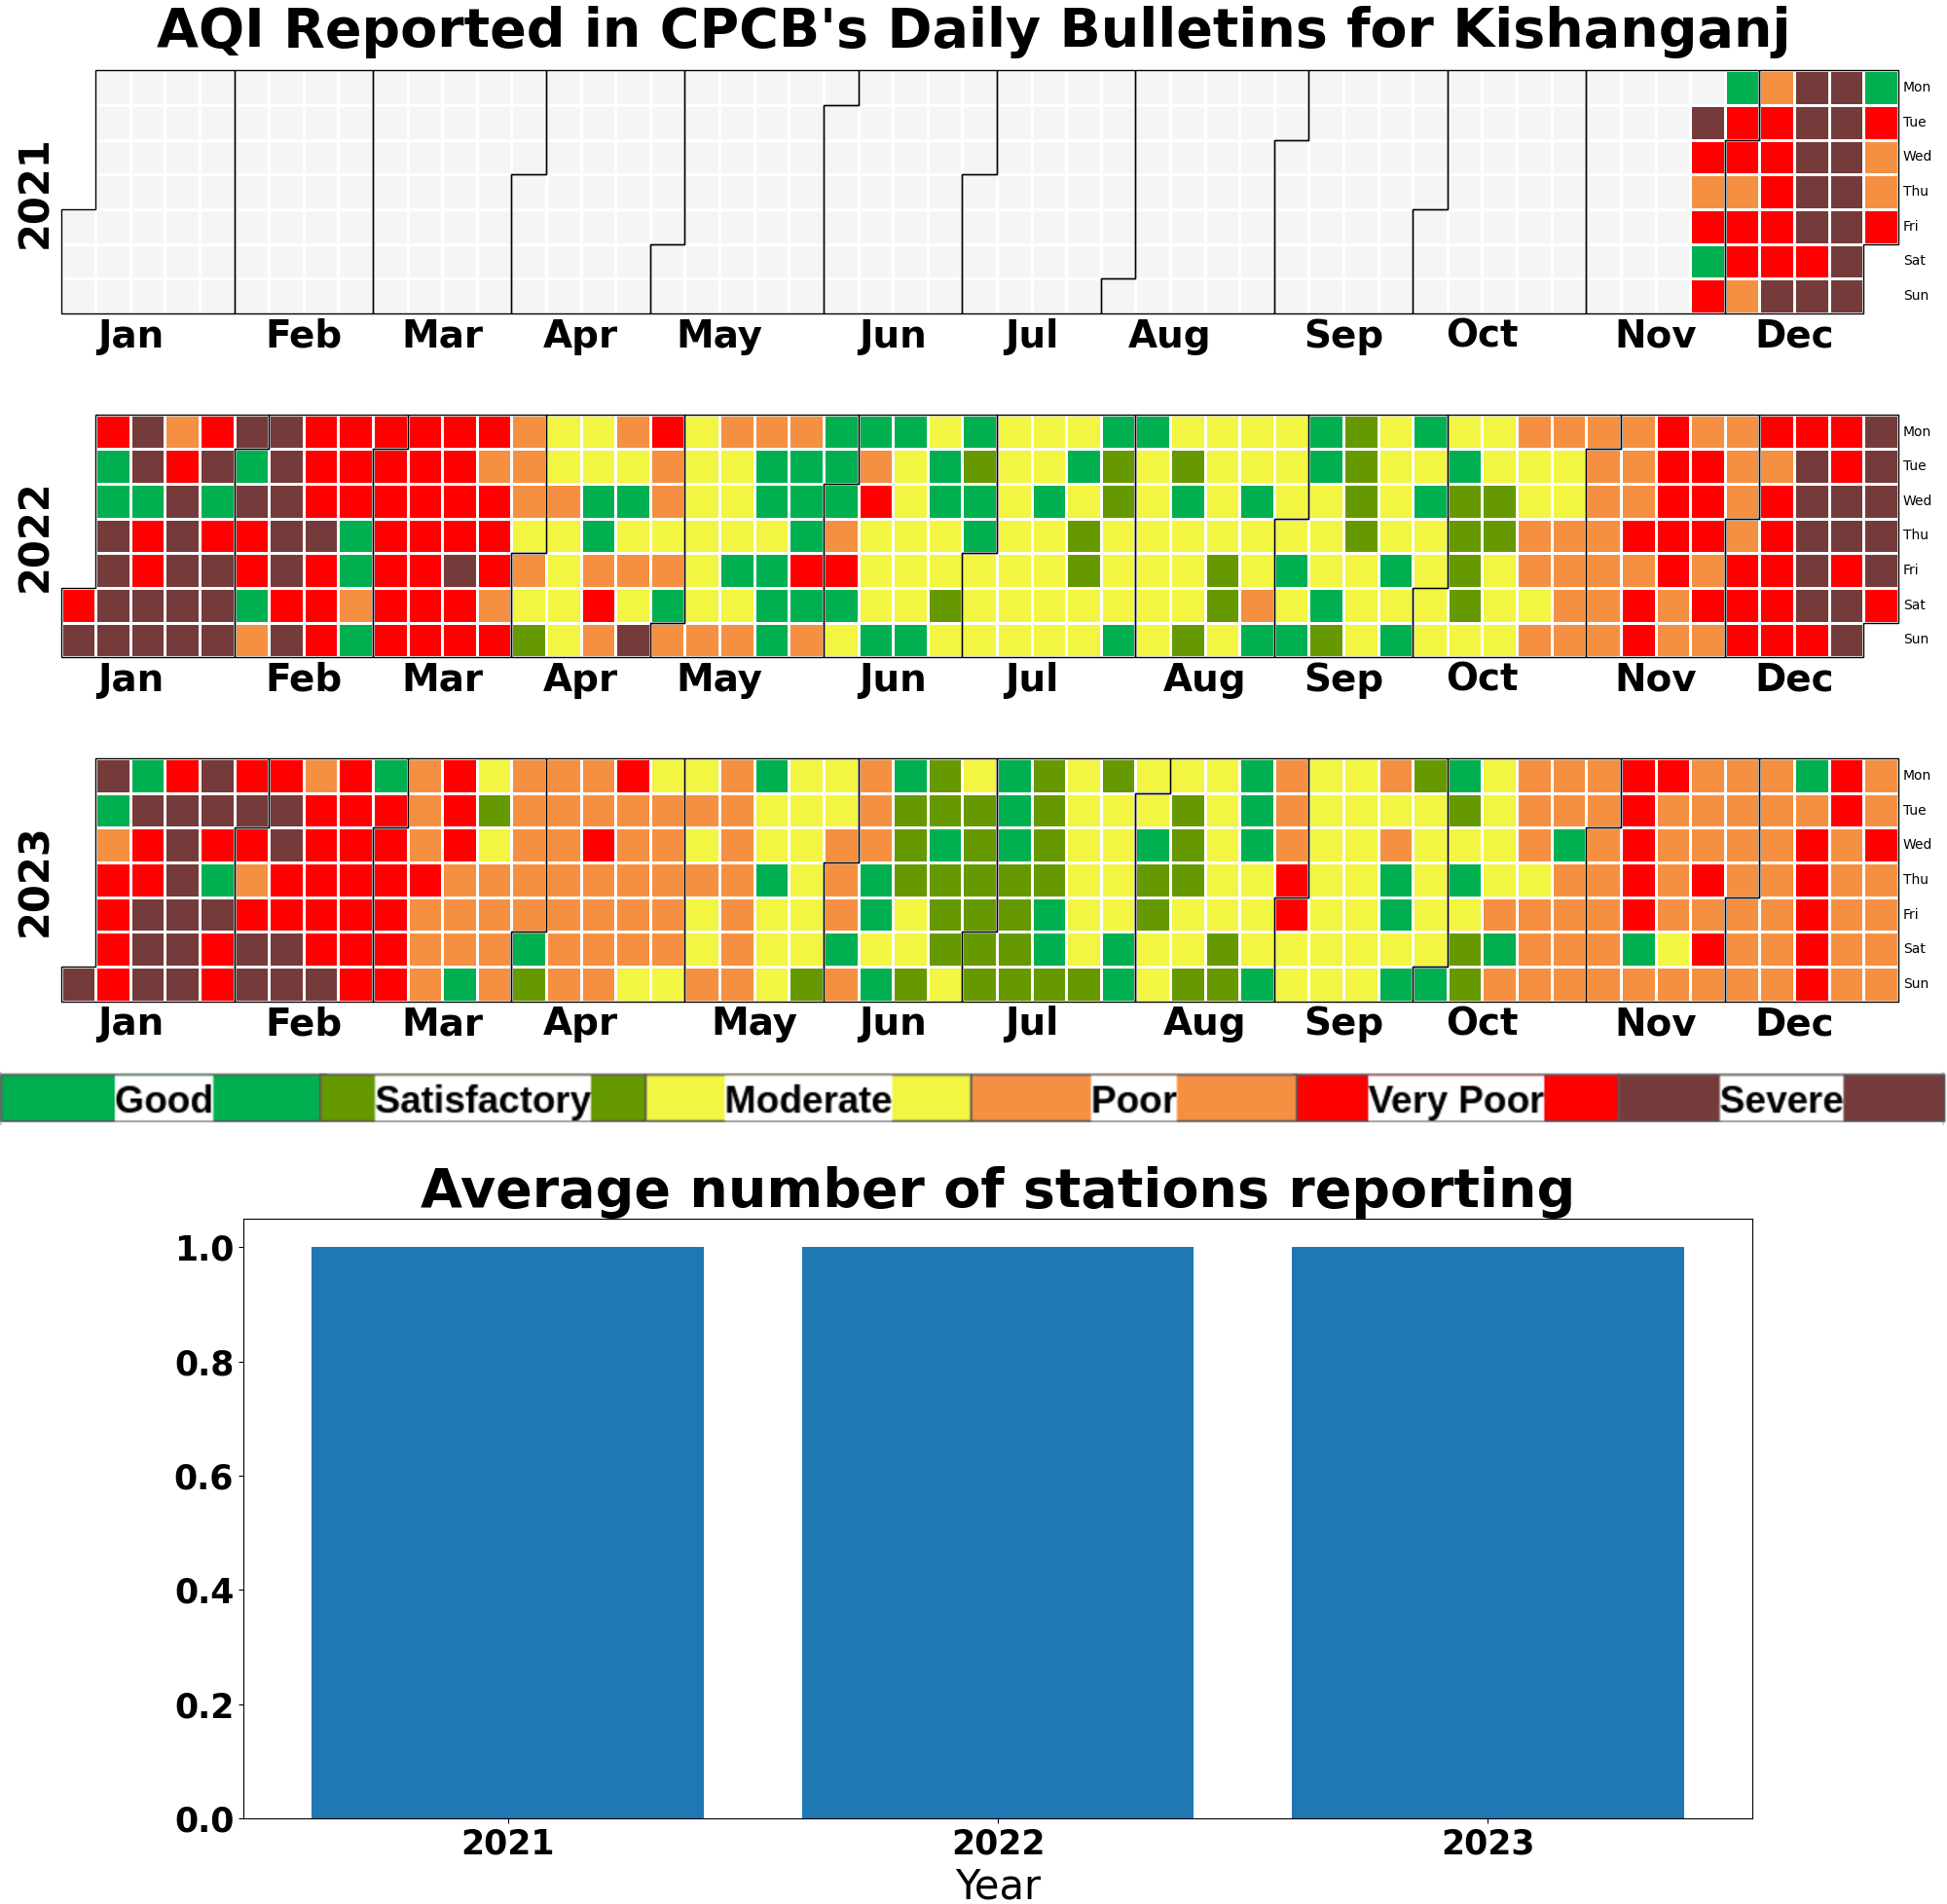 AQI Reported in CPCB's Daily Bulletins for Kishanganj
2021
Mon
Tue
Wed
Thu
Fri
Sat
Sun
Jan Feb Mar Apr May Jun Jul Aug Sep Oct Nov Dec
2022
Mon
Tue
Wed
Thu
Fri
Sat
Sun
Jan Feb Mar Apr May Jun Jul Aug Sep Oct Nov Dec
2023
Mon
Tue
Wed
Thu
Fri
Sat
Sun
Jan Feb Mar Apr May Jun Jul Aug Sep Oct Nov Dec
Good Satisfactory Moderate Poor Very Poor Severe
Average number of stations reporting
1.0
0.8
0.6
0.4
0.2
0.0
2021 2022 2023
Year